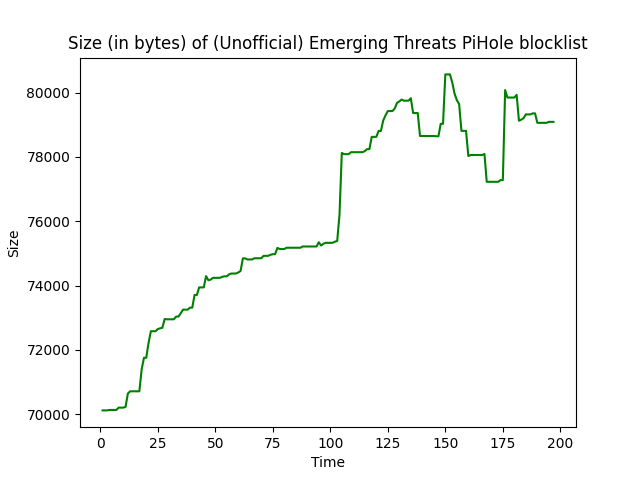 Size (in bytes) of (Unofficial) Emerging Threats PiHole blocklist
80000
78000
76000
74000
72000
70000
Size
0 25 50 75 100 125 150 175 200
Time